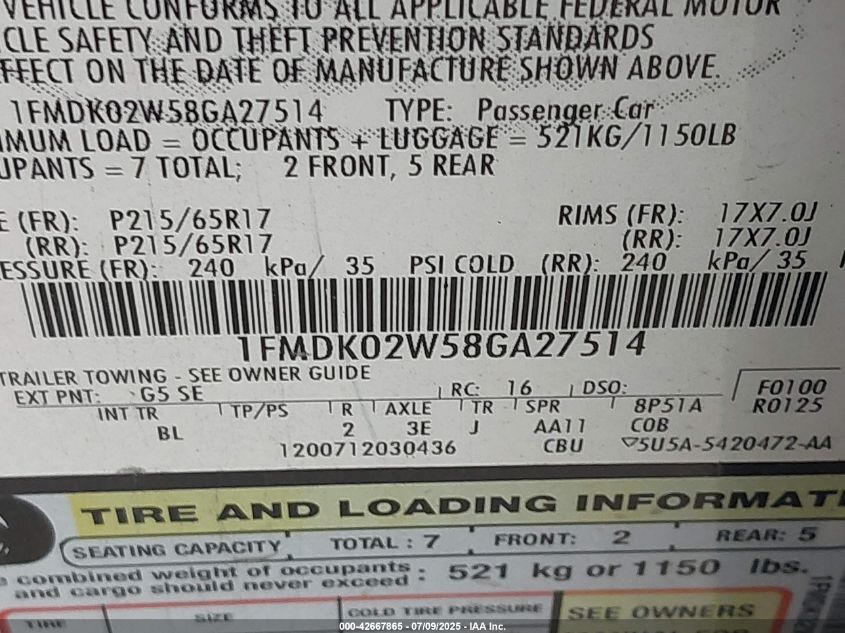 VEHICLE CONFORMS TO ALL APPLICABLE FEDERAL MOTOR
CLE SAFETY AND THEFT PREVENTION STANDARDS
FFECT ON THE DATE OF MANUFACTURE SHOWN ABOVE.
1FMDK02W58GA27514 TYPE: Passenger Car
MUM LOAD = OCCUPANTS + LUGGAGE = 521KG/1150LB
UPANTS = 7 TOTAL; 2 FRONT, 5 REAR
E (FR): P215/65R17 RIMS (FR): 17X7.0J
(RR): P215/65R17 (RR): 17X7.0J
ESSURE (FR): 240 kPa/ 35 PSI COLD (RR): 240 kPa/ 35
1FMDK02W58GA27514
TRAILER TOWING - SEE OWNER GUIDE
EXT PNT: G5 SE RC: 16 DSO: F0100
INT TR TP/PS R AXLE TR SPR 8P51A R0125
BL 2 3E J AA11 COB
1200712030436 CBU 5U5A-5420472-AA
TIRE AND LOADING INFORMATI
SEATING CAPACITY TOTAL : 7 FRONT: 2 REAR: 5
e combined weight of occupants : 521 kg or 1150 lbs.
and cargo should never exceed
TIRE SIZE COLD TIRE PRESSURE SEE OWNERS
000-42667865 - 07/09/2025 - IAA Inc.